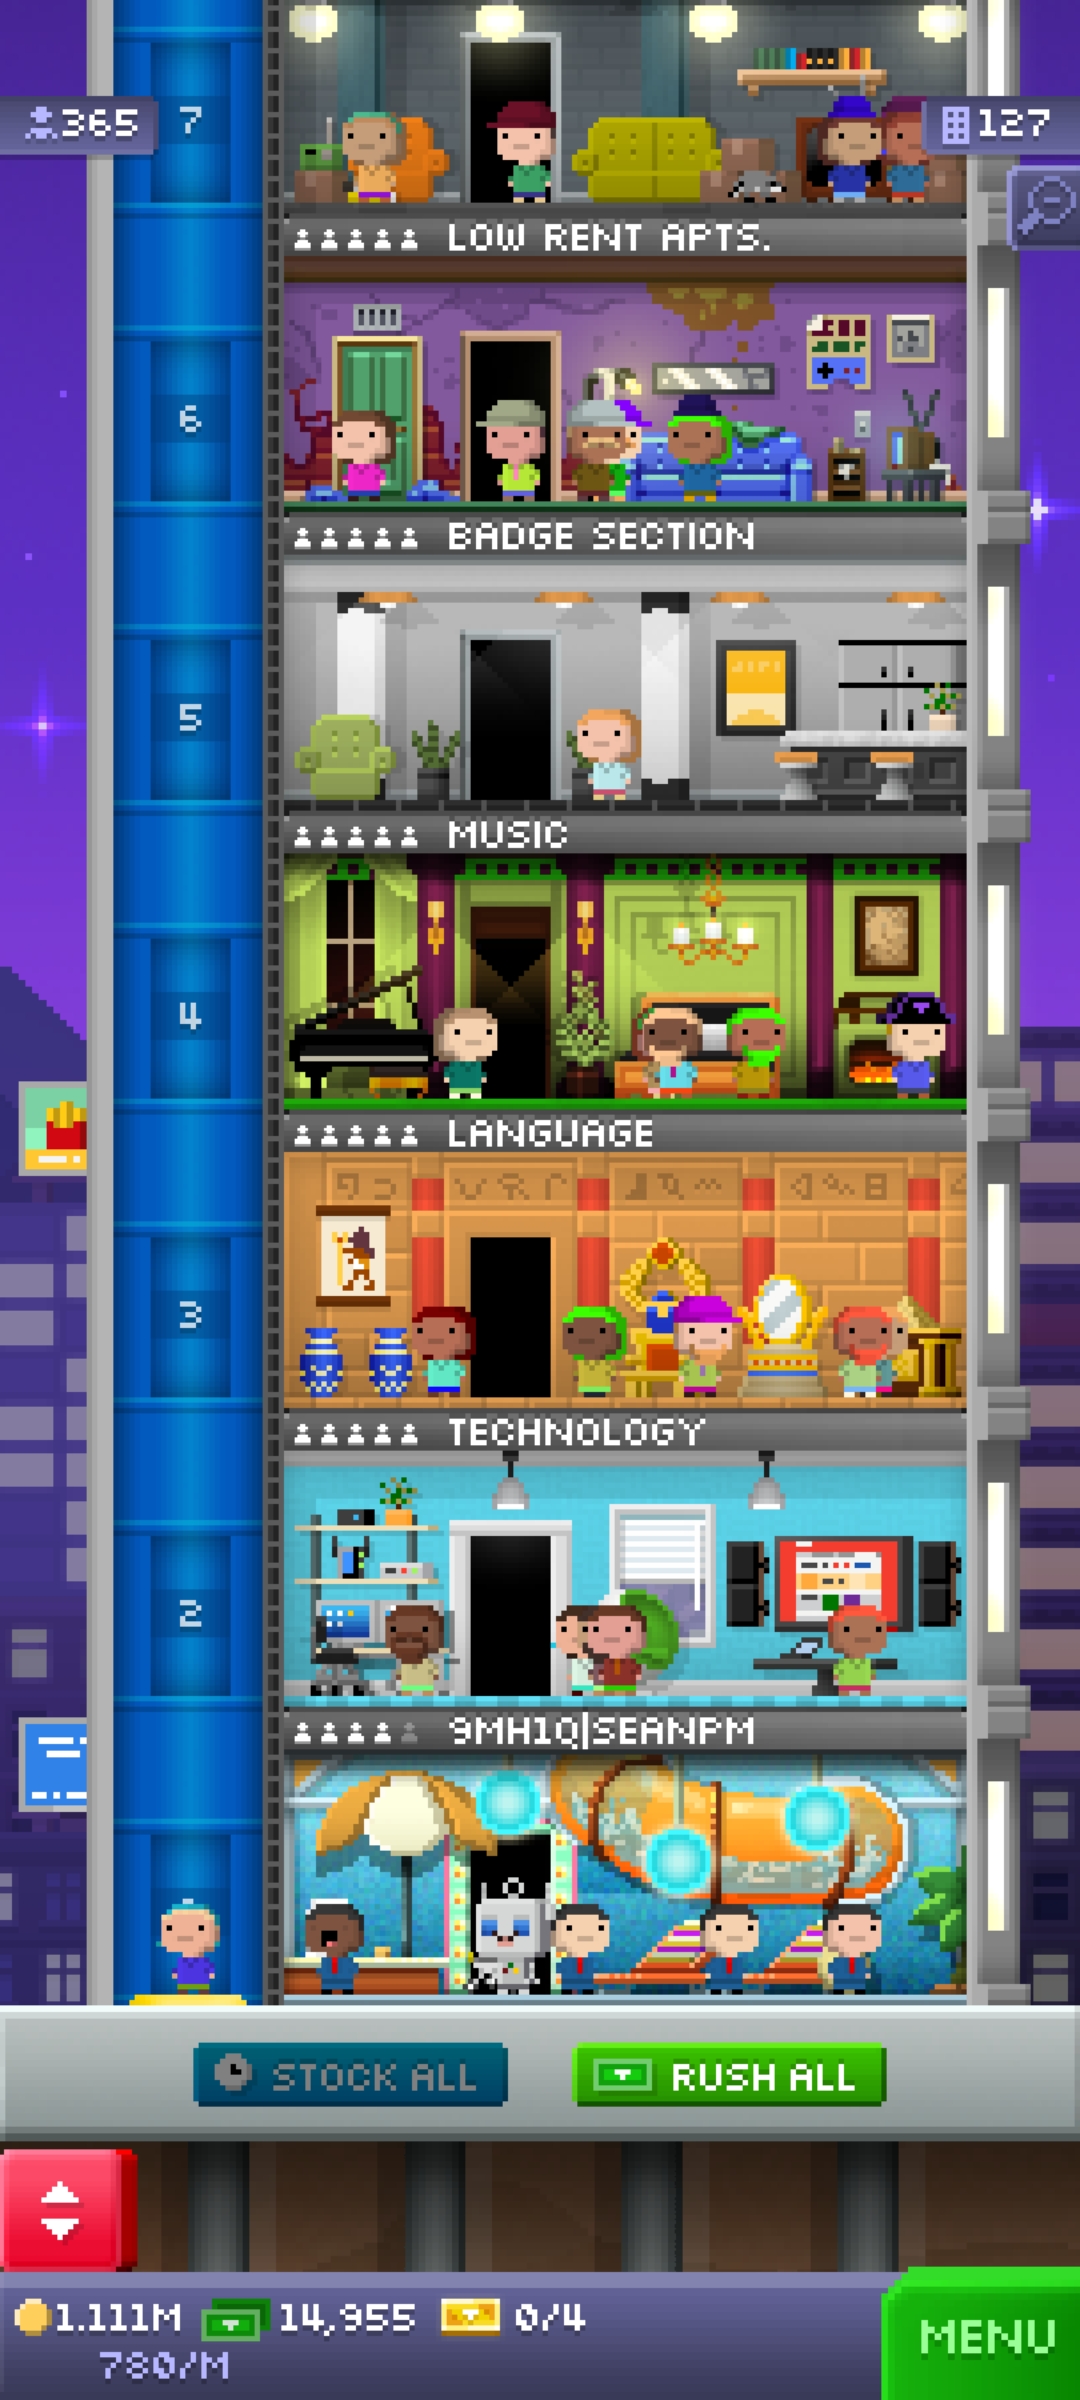 365
7
127
LOW RENT APTS.
6
BADGE SECTION
5
MUSIC
4
LANGUAGE
3
TECHNOLOGY
2
9MH1Q|SEANPM
STOCK ALL
RUSH ALL
1.111M
14,955
0/4
780/M
MENU